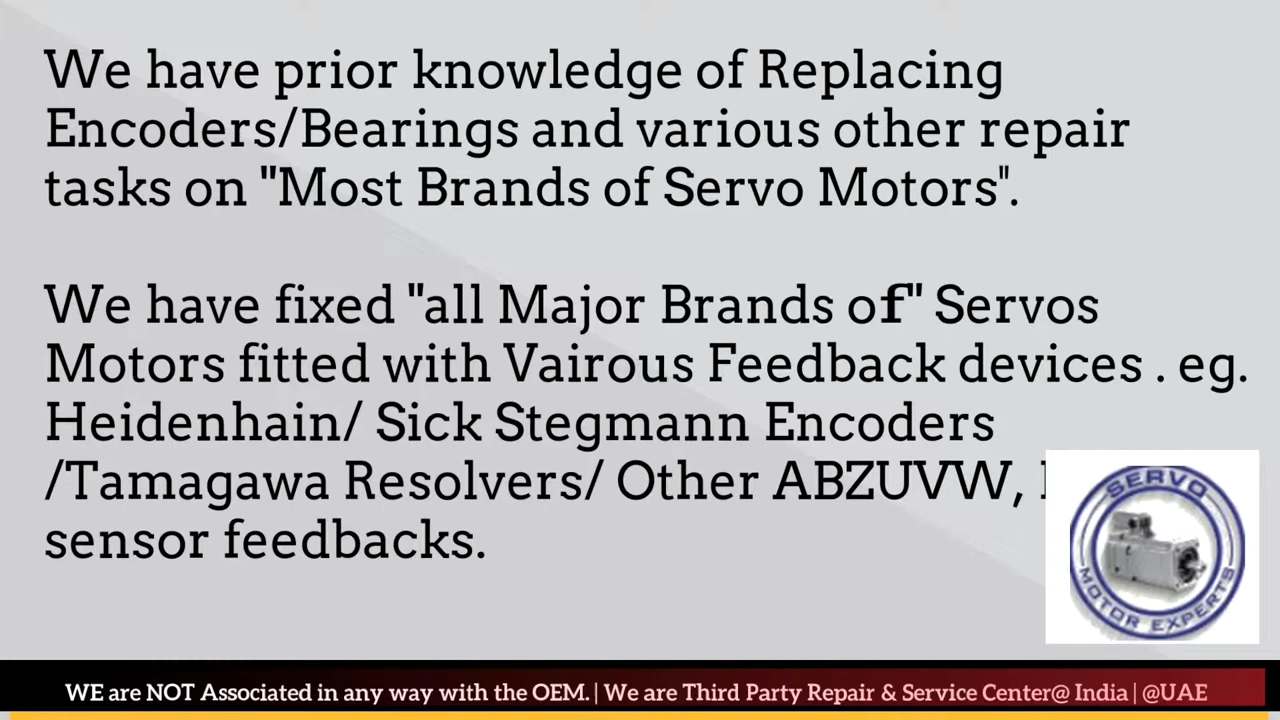 We have prior knowledge of Replacing
Encoders/Bearings and various other repair
tasks on "Most Brands of Servo Motors".
We have fixed "all Major Brands of" Servos
Motors fitted with Vairous Feedback devices . eg.
Heidenhain/ Sick Stegmann Encoders
/Tamagawa Resolvers/ Other ABZUVW,
sensor feedbacks.
SERVO
MOTOR EXPERTS
WE are NOT Associated in any way with the OEM. | We are Third Party Repair & Service Center@ India | @UAE